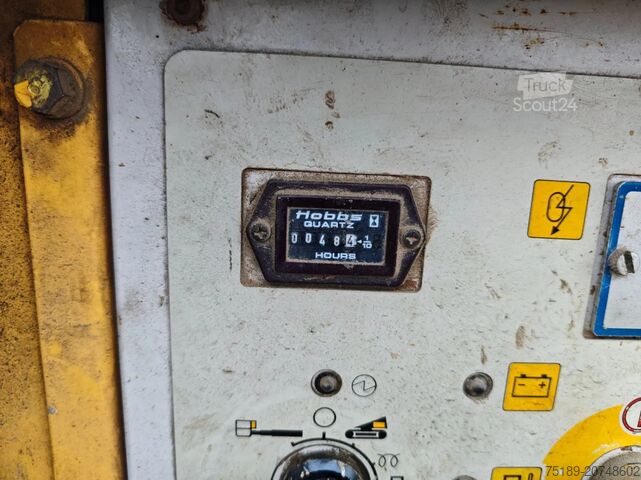 Truck
Scout24
Hobbs
QUARTZ
00484 1/10
HOURS
75189-20748602